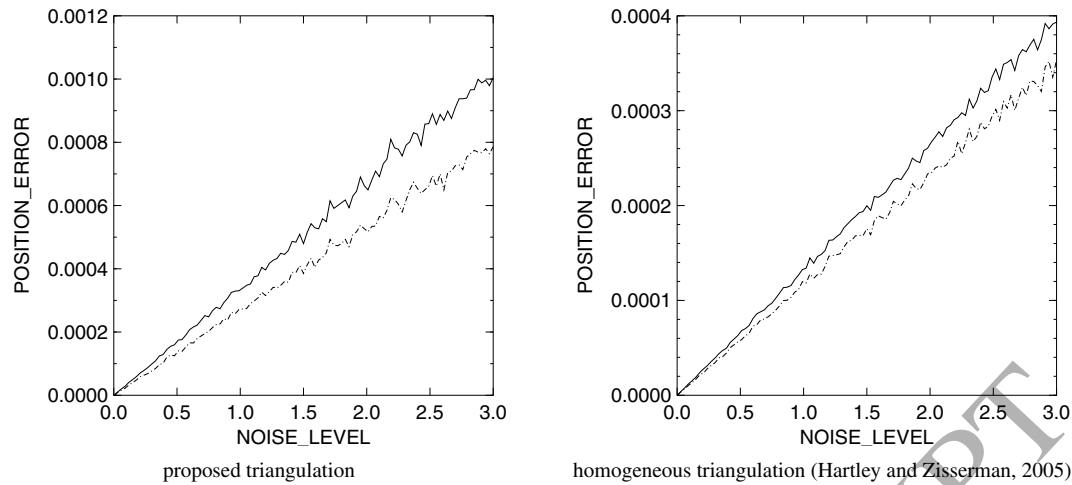 0.0012
0.0010
0.0008
0.0006
0.0004
0.0002
0.0000
POSITION_ERROR
0.0 0.5 1.0 1.5 2.0 2.5 3.0
NOISE_LEVEL
proposed triangulation
0.0004
0.0003
0.0002
0.0001
0.0000
POSITION_ERROR
0.0 0.5 1.0 1.5 2.0 2.5 3.0
NOISE_LEVEL
homogeneous triangulation (Hartley and Zisserman, 2005)
PT